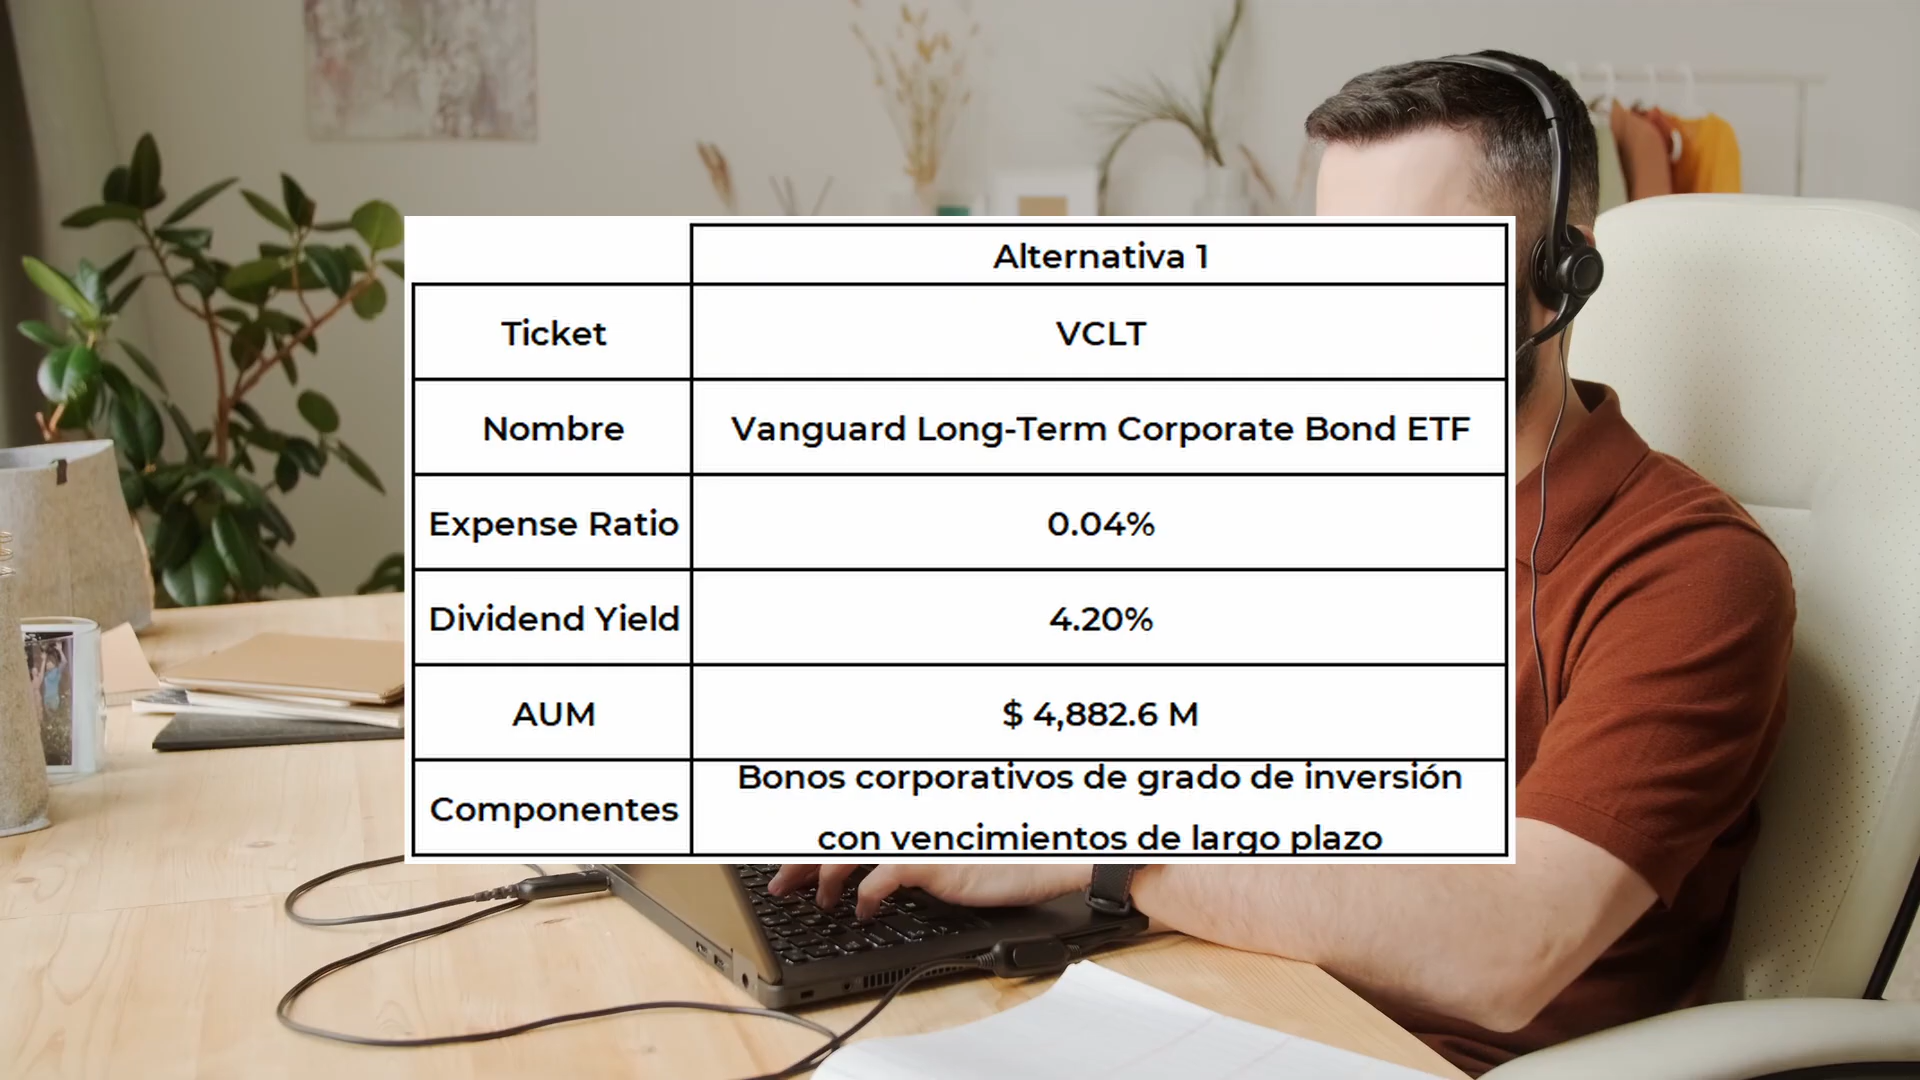 Alternativa 1
Ticket VCLT
Nombre Vanguard Long-Term Corporate Bond ETF
Expense Ratio 0.04%
Dividend Yield 4.20%
AUM $ 4,882.6 M
Componentes Bonos corporativos de grado de inversión
con vencimientos de largo plazo